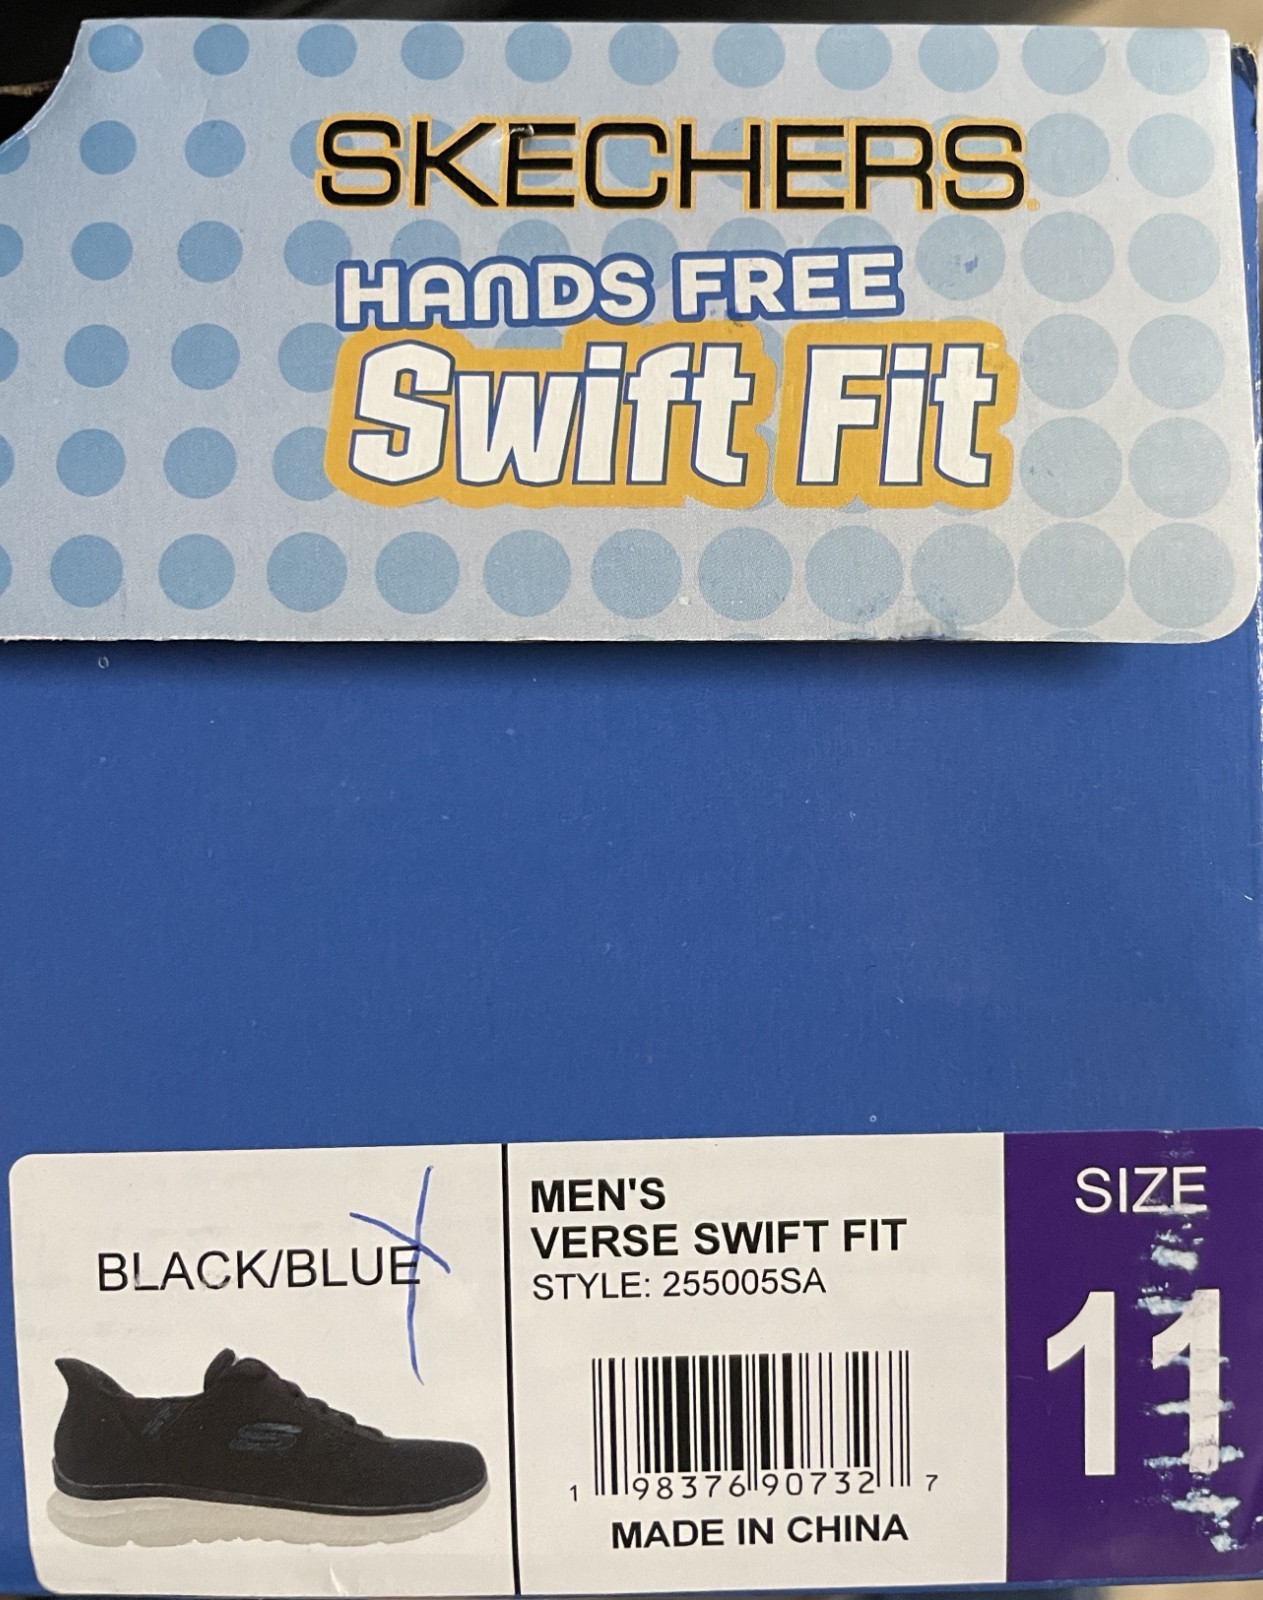 SKECHERS
HANDS FREE
Swift Fit
BLACK/BLUE
MEN'S
VERSE SWIFT FIT
STYLE: 255005SA
1 98376 90732 7
MADE IN CHINA
SIZE
11